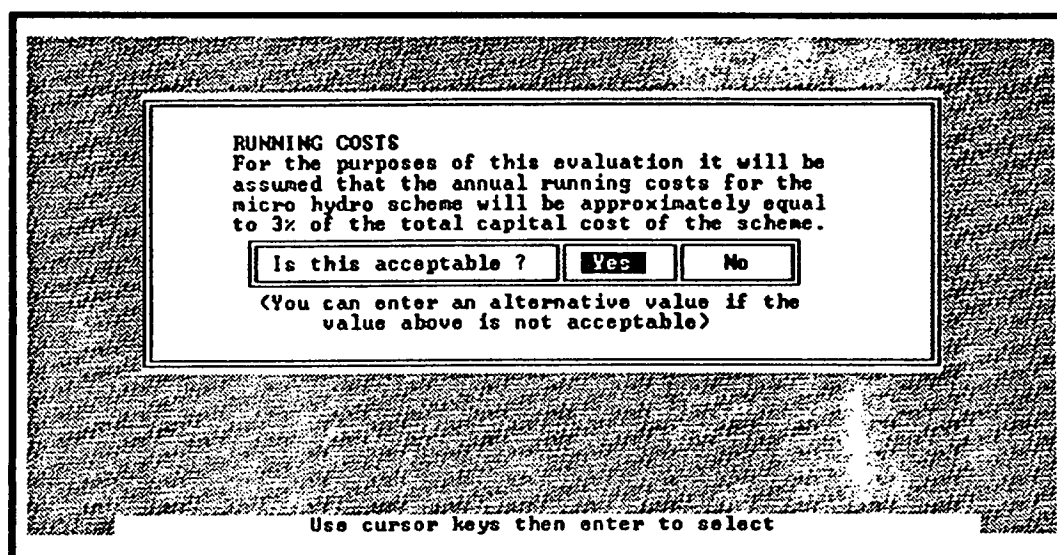 RUNNING COSTS
For the purposes of this evaluation it will be
assumed that the annual running costs for the
micro hydro scheme will be approximately equal
to 3% of the total capital cost of the scheme.
Is this acceptable ? Yes No
(You can enter an alternative value if the
value above is not acceptable)
Use cursor keys then enter to select